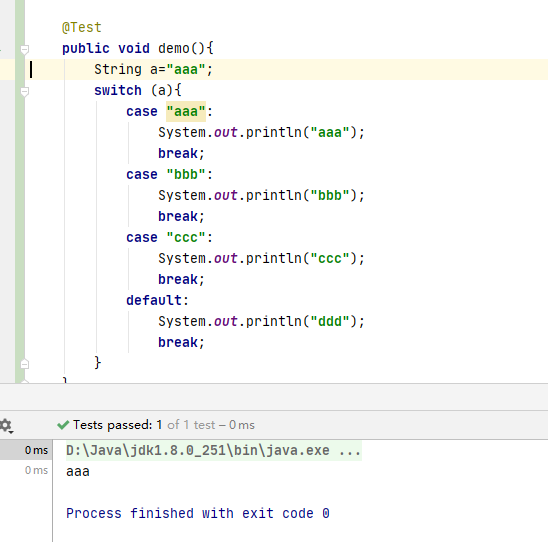 @Test
public void demo(){
String a="aaa";
switch (a){
case "aaa":
System.out.println("aaa");
break;
case "bbb":
System.out.println("bbb");
break;
case "ccc":
System.out.println("ccc");
break;
default:
System.out.println("ddd");
break;
}
}
Tests passed: 1 of 1 test – 0 ms
0 ms D:\Java\jdk1.8.0_251\bin\java.exe ...
0 ms aaa
Process finished with exit code 0